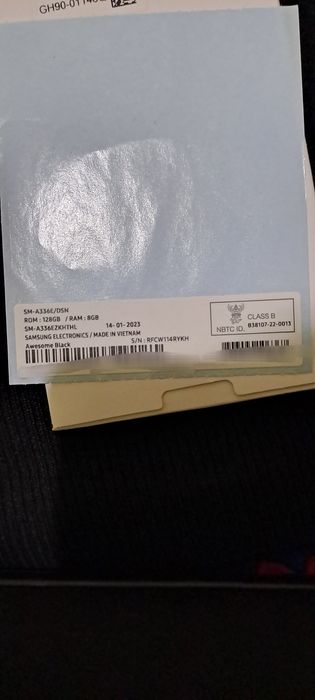 SM-A336E/DSN
ROM : 128GB / RAM : 8GB
SM-A336EZKHTHL 14-01-2023
SAMSUNG ELECTRONICS / MADE IN VIETNAM
Awesome Black S/N : RFCW114RYKH
CLASS B
NBTC ID. B38107-22-0013